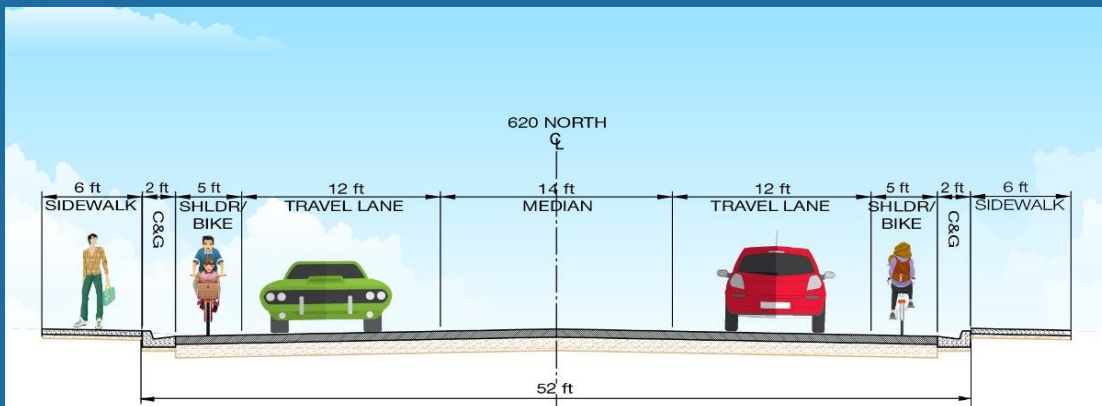 620 NORTH
CL
6 ft 2 ft 5 ft 12 ft 14 ft 12 ft 5 ft 2 ft 6 ft
SIDEWALK C&G SHLDR/ TRAVEL LANE MEDIAN TRAVEL LANE SHLDR/ C&G SIDEWALK
BIKE BIKE
52 ft